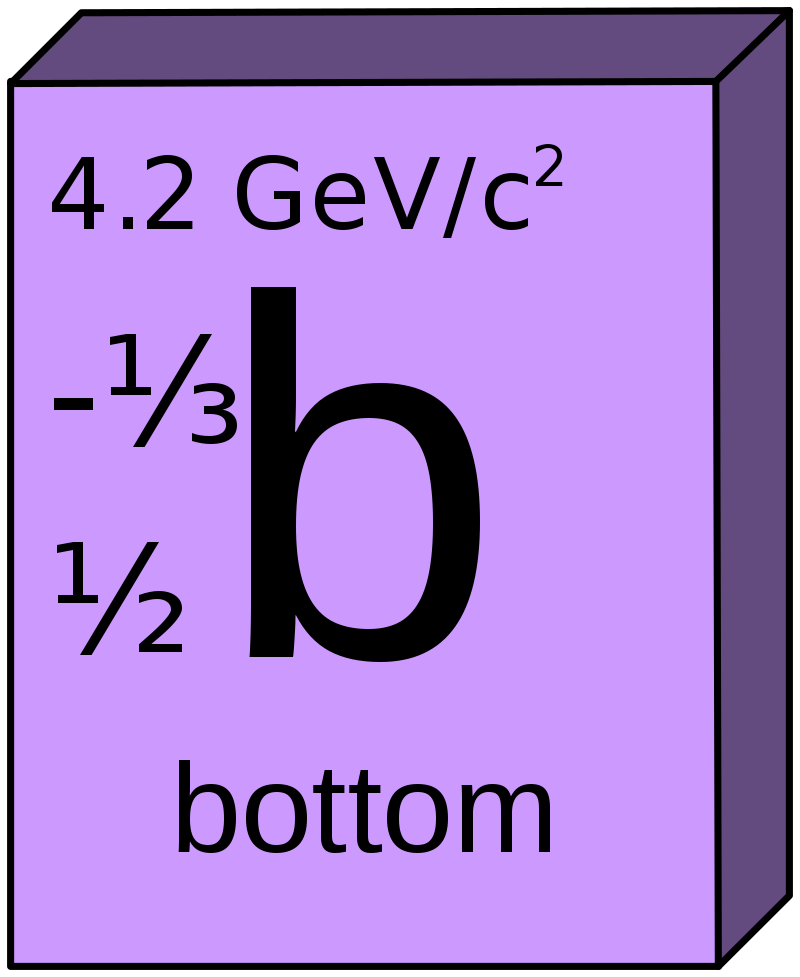 4.2 GeV/c²
-⅓
½
b
bottom